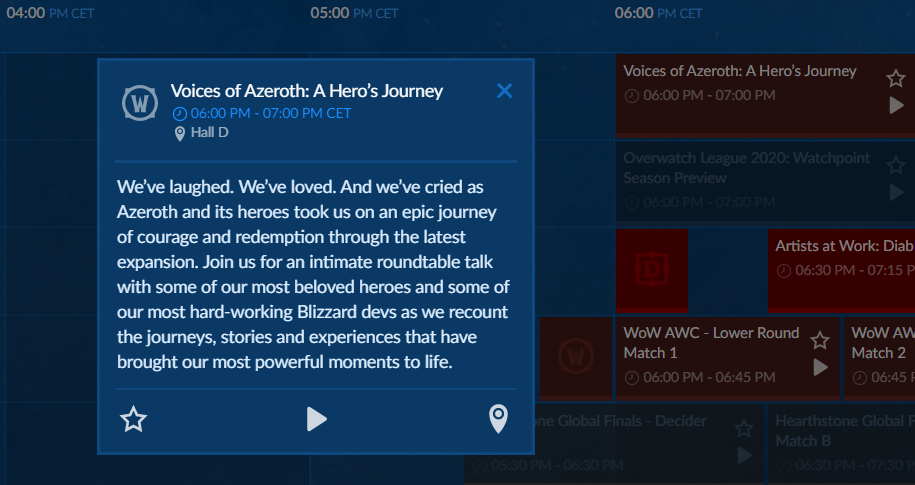 04:00 PM CET
05:00 PM CET
06:00 PM CET
Voices of Azeroth: A Hero's Journey
06:00 PM - 07:00 PM CET
Hall D
We've laughed. We've loved. And we've cried as
Azeroth and its heroes took us on an epic journey
of courage and redemption through the latest
expansion. Join us for an intimate roundtable talk
with some of our most beloved heroes and some of
our most hard-working Blizzard devs as we recount
the journeys, stories and experiences that have
brought our most powerful moments to life.
Voices of Azeroth: A Hero's Journey
06:00 PM - 07:00 PM
Overwatch League 2020: Watchpoint
Season Preview
06:00 PM - 07:00 PM
Artists at Work: Diab
06:30 PM - 07:15 P
WoW AWC - Lower Round
Match 1
06:00 PM - 06:45 PM
WoW AW
Match 2
06:45 P
ne Global Finals - Decider
05:30 PM - 06:30 PM
Hearthstone Global F
Match B
06:30 PM - 07:30 PM